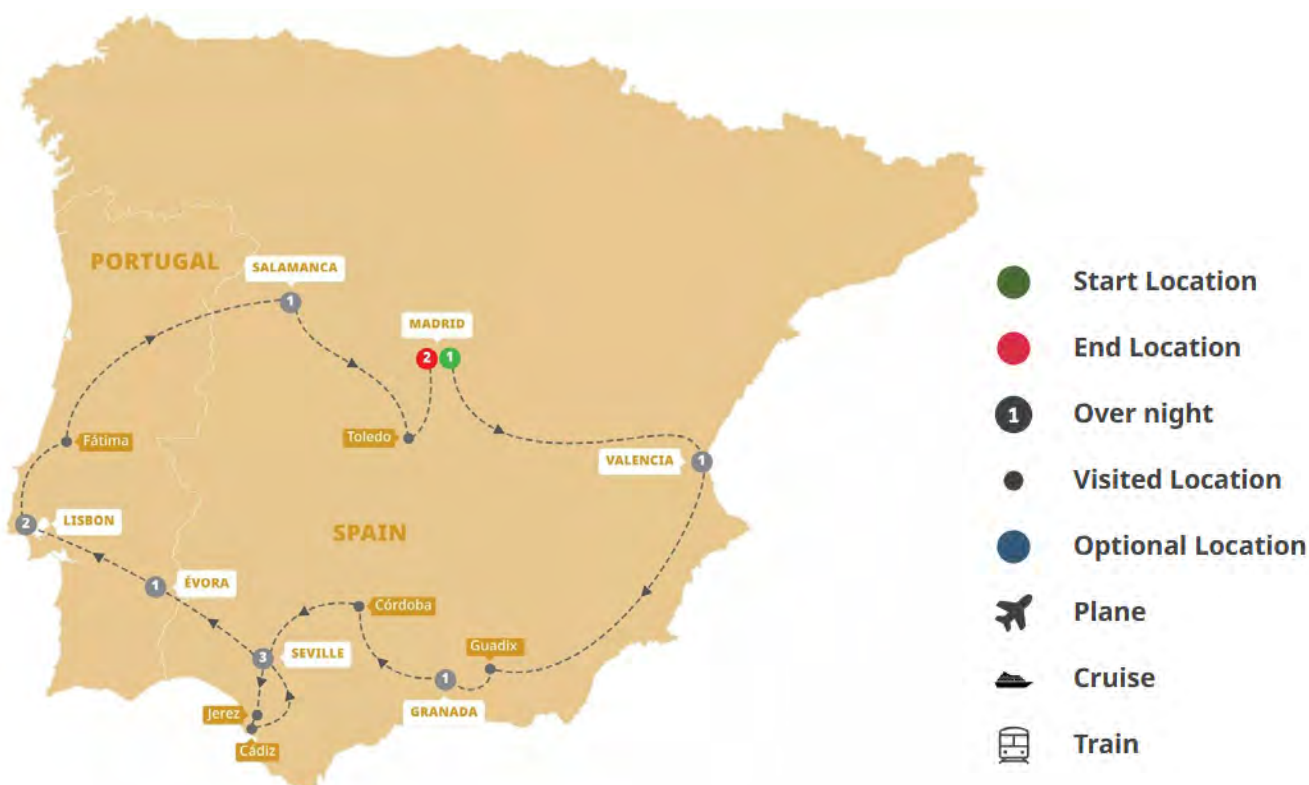 PORTUGAL
SALAMANCA
1
MADRID
2 1
Fátima
Toledo
VALENCIA
1
2
LISBON
SPAIN
1
ÉVORA
Córdoba
3
SEVILLE
Guadix
1
GRANADA
Jerez
Cádiz
Start Location
End Location
1
Over night
Visited Location
Optional Location
Plane
Cruise
Train